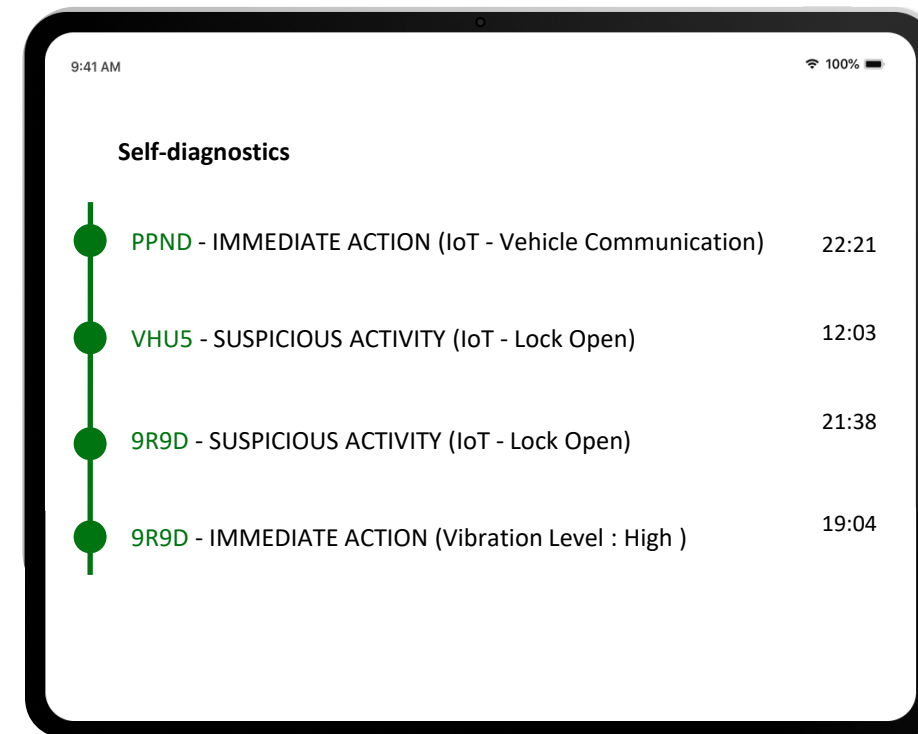 9:41 AM 100%
Self-diagnostics
PPND - IMMEDIATE ACTION (IoT - Vehicle Communication) 22:21
VHU5 - SUSPICIOUS ACTIVITY (IoT - Lock Open) 12:03
9R9D - SUSPICIOUS ACTIVITY (IoT - Lock Open) 21:38
9R9D - IMMEDIATE ACTION (Vibration Level : High ) 19:04